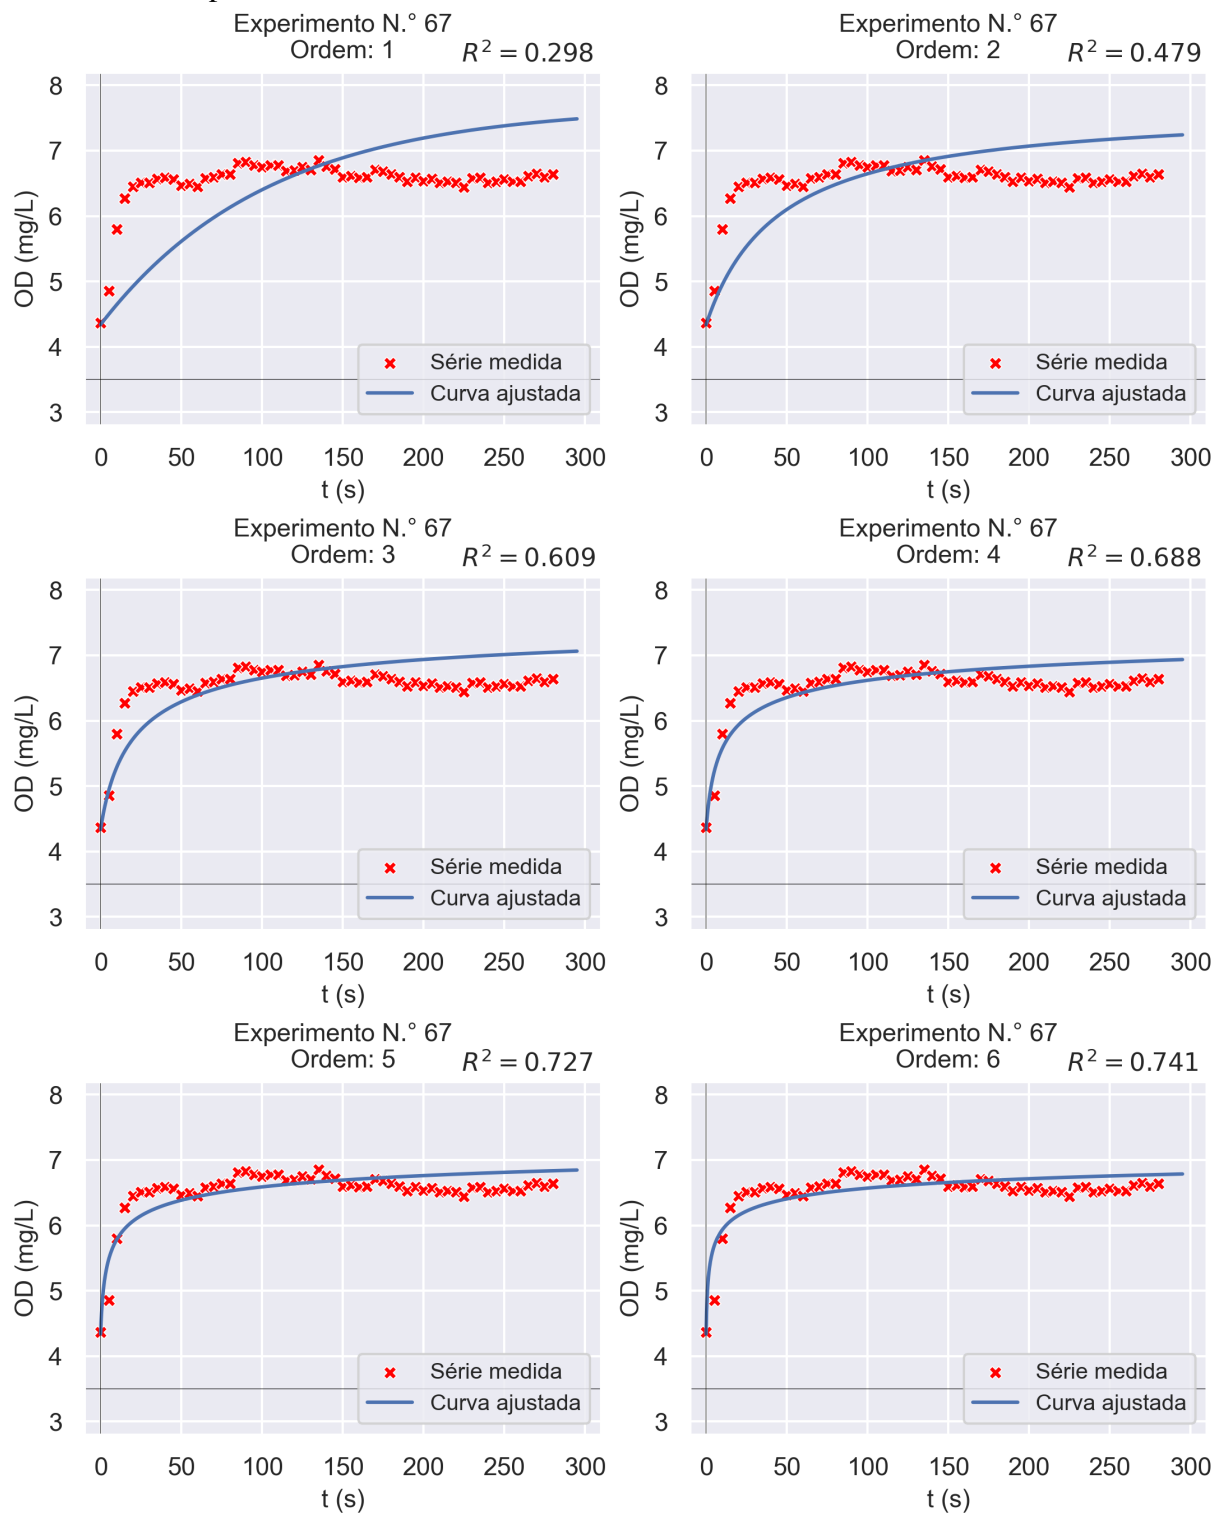 Experimento N.° 67
Ordem: 1 R² = 0.298
8
7
6
5
4
3
OD (mg/L)
Série medida
Curva ajustada
0 50 100 150 200 250 300
t (s)
Experimento N.° 67
Ordem: 2 R² = 0.479
8
7
6
5
4
3
OD (mg/L)
Série medida
Curva ajustada
0 50 100 150 200 250 300
t (s)
Experimento N.° 67
Ordem: 3 R² = 0.609
8
7
6
5
4
3
OD (mg/L)
Série medida
Curva ajustada
0 50 100 150 200 250 300
t (s)
Experimento N.° 67
Ordem: 4 R² = 0.688
8
7
6
5
4
3
OD (mg/L)
Série medida
Curva ajustada
0 50 100 150 200 250 300
t (s)
Experimento N.° 67
Ordem: 5 R² = 0.727
8
7
6
5
4
3
OD (mg/L)
Série medida
Curva ajustada
0 50 100 150 200 250 300
t (s)
Experimento N.° 67
Ordem: 6 R² = 0.741
8
7
6
5
4
3
OD (mg/L)
Série medida
Curva ajustada
0 50 100 150 200 250 300
t (s)